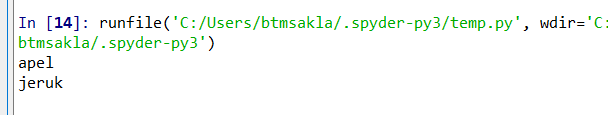 In [14]: runfile('C:/Users/btmsakla/.spyder-py3/temp.py', wdir='C:
btmsakla/.spyder-py3')
apel
jeruk